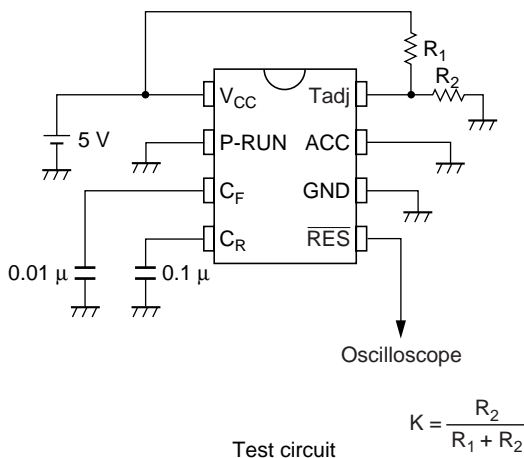 R1
R2
VCC
Tadj
5 V
P-RUN
ACC
CF
GND
CR
RES
0.01 μ
0.1 μ
Oscilloscope
K = R2 / (R1 + R2)
Test circuit